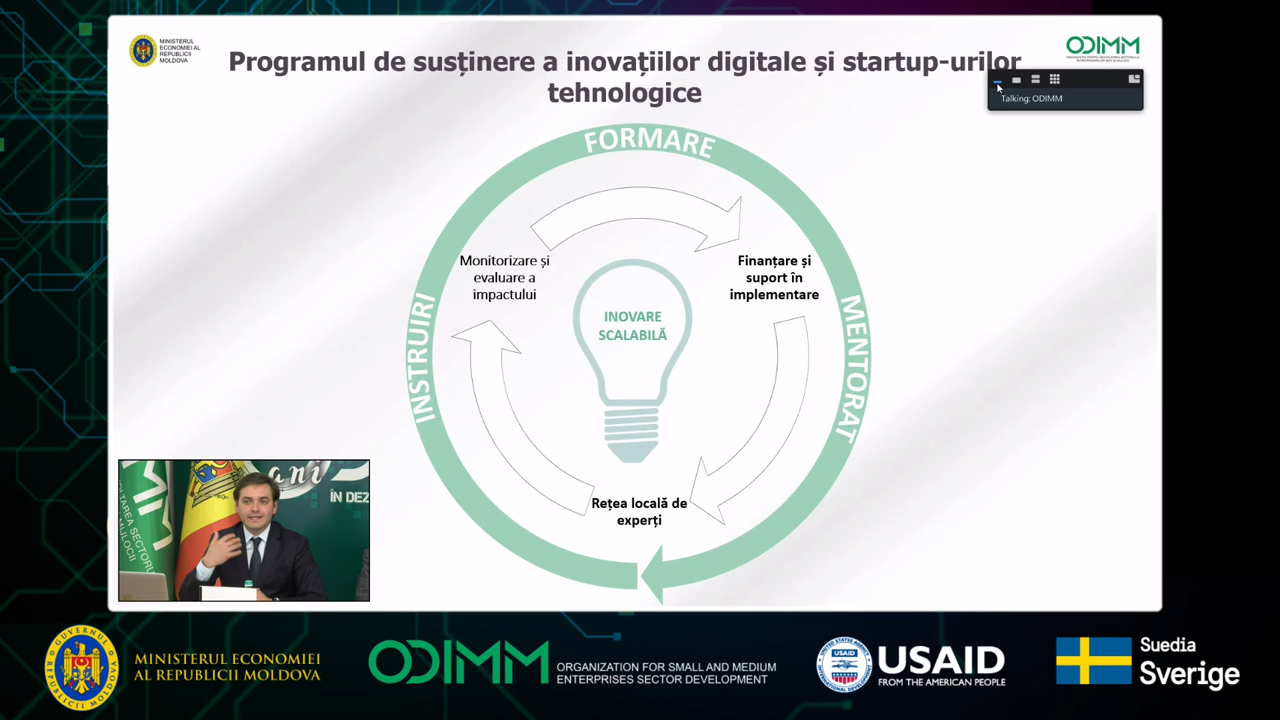 MINISTERUL
ECONOMIEI AL
REPUBLICII
MOLDOVA
Programul de susținere a inovațiilor digitale și startup-urilor
tehnologice
ODIMM
Talking: ODIMM
FORMARE
Monitorizare și
evaluare a
impactului
Finanțare și
suport în
implementare
INOVARE
SCALABILĂ
INSTRUIRI
MENTORAT
Rețea locală de
experți
ani
ÎN DEZ
MINISTERUL ECONOMIEI
AL REPUBLICII MOLDOVA
ODIMM
ORGANIZATION FOR SMALL AND MEDIUM
ENTERPRISES SECTOR DEVELOPMENT
USAID
FROM THE AMERICAN PEOPLE
Suedia
Sverige